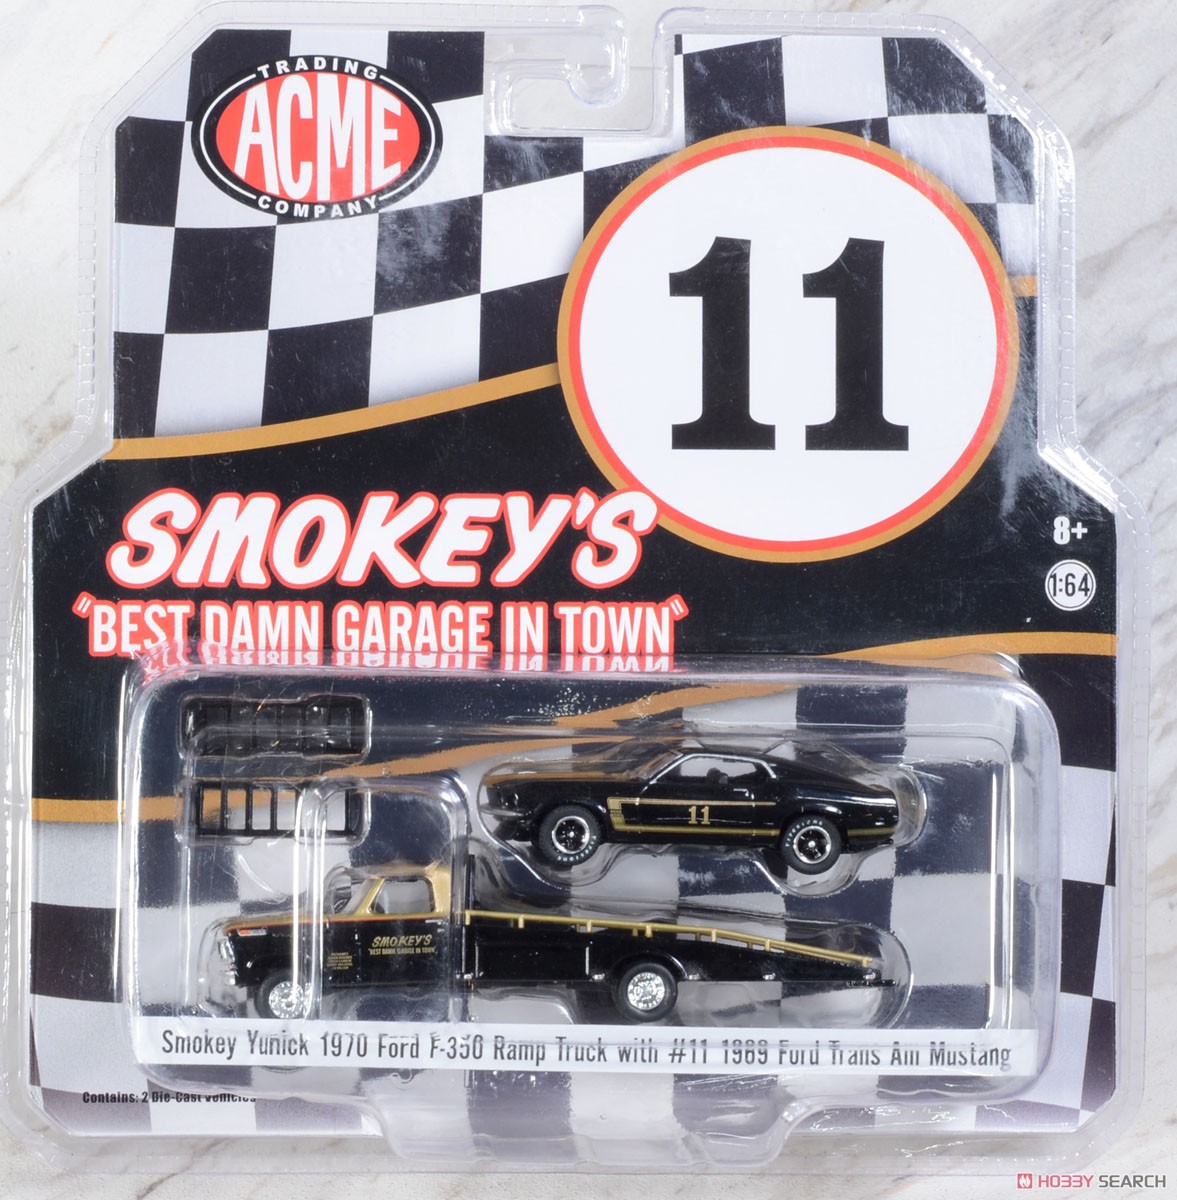 TRADING
ACME
COMPANY
11
SMOKEY'S
"BEST DAMN GARAGE IN TOWN"
8+
1:64
11
SMOKEY'S
"BEST DAMN GARAGE IN TOWN"
Smokey Yunick 1970 Ford F-350 Ramp Truck with #11 1969 Ford Trans Am Mustang
Contains: 2 Die-Cast Vehicles
HOBBY SEARCH